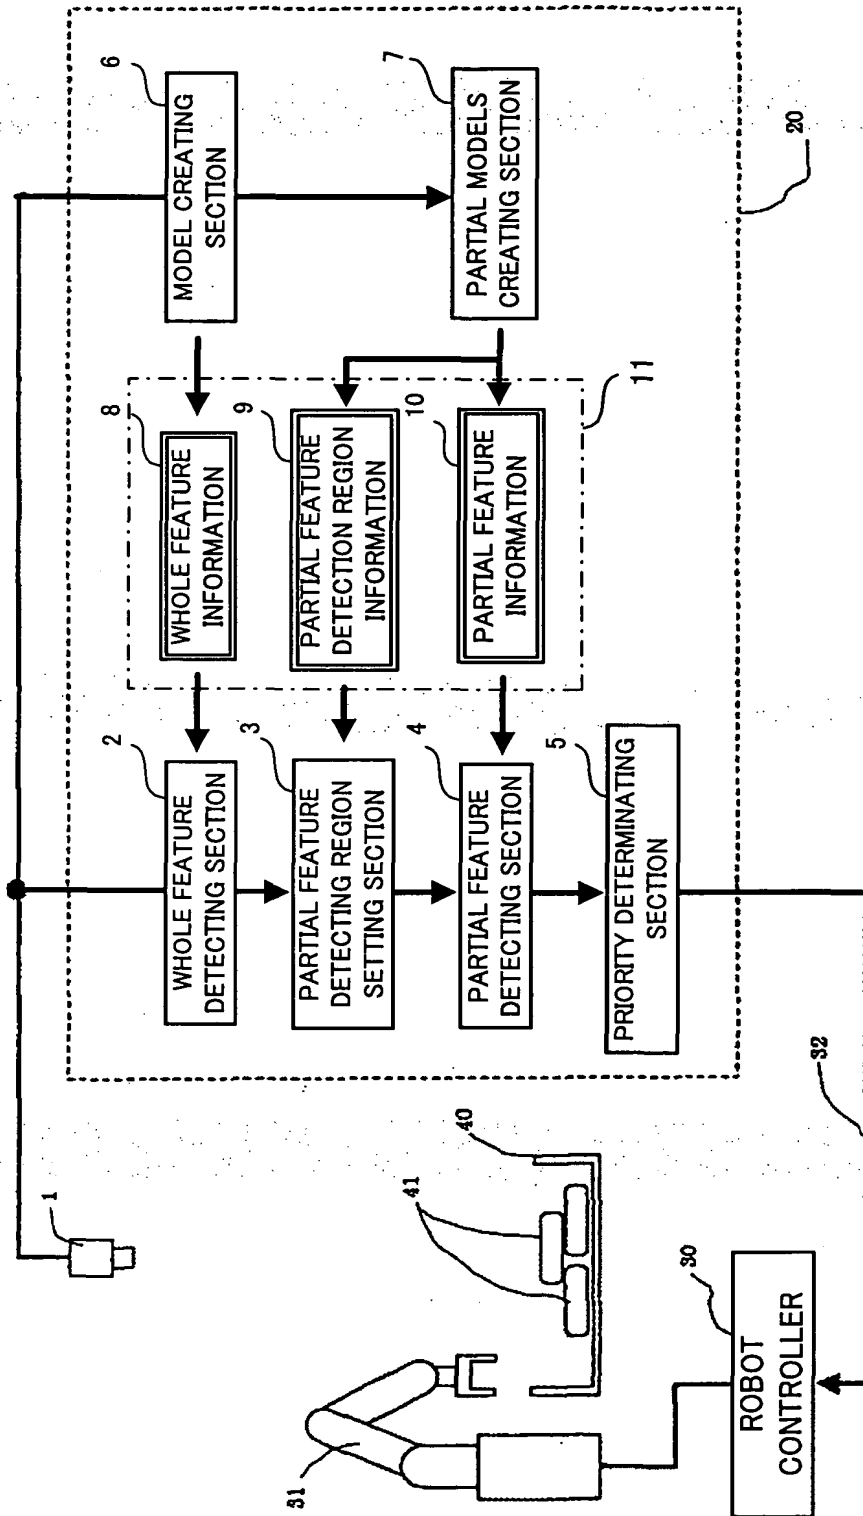 1
31
41
40
ROBOT
CONTROLLER
30
32
WHOLE FEATURE
DETECTING SECTION
2
PARTIAL FEATURE
DETECTING REGION
SETTING SECTION
3
PARTIAL FEATURE
DETECTING SECTION
4
PRIORITY DETERMINATING
SECTION
5
WHOLE FEATURE
INFORMATION
8
PARTIAL FEATURE
DETECTION REGION
INFORMATION
9
PARTIAL FEATURE
INFORMATION
10
11
MODEL CREATING
SECTION
6
PARTIAL MODELS
CREATING SECTION
7
20